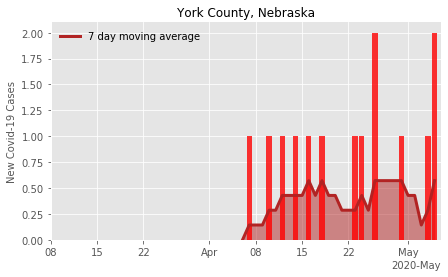 York County, Nebraska
7 day moving average
New Covid-19 Cases
2.00
1.75
1.50
1.25
1.00
0.75
0.50
0.25
0.00
08 15 22 Apr 08 15 22 May
2020-May